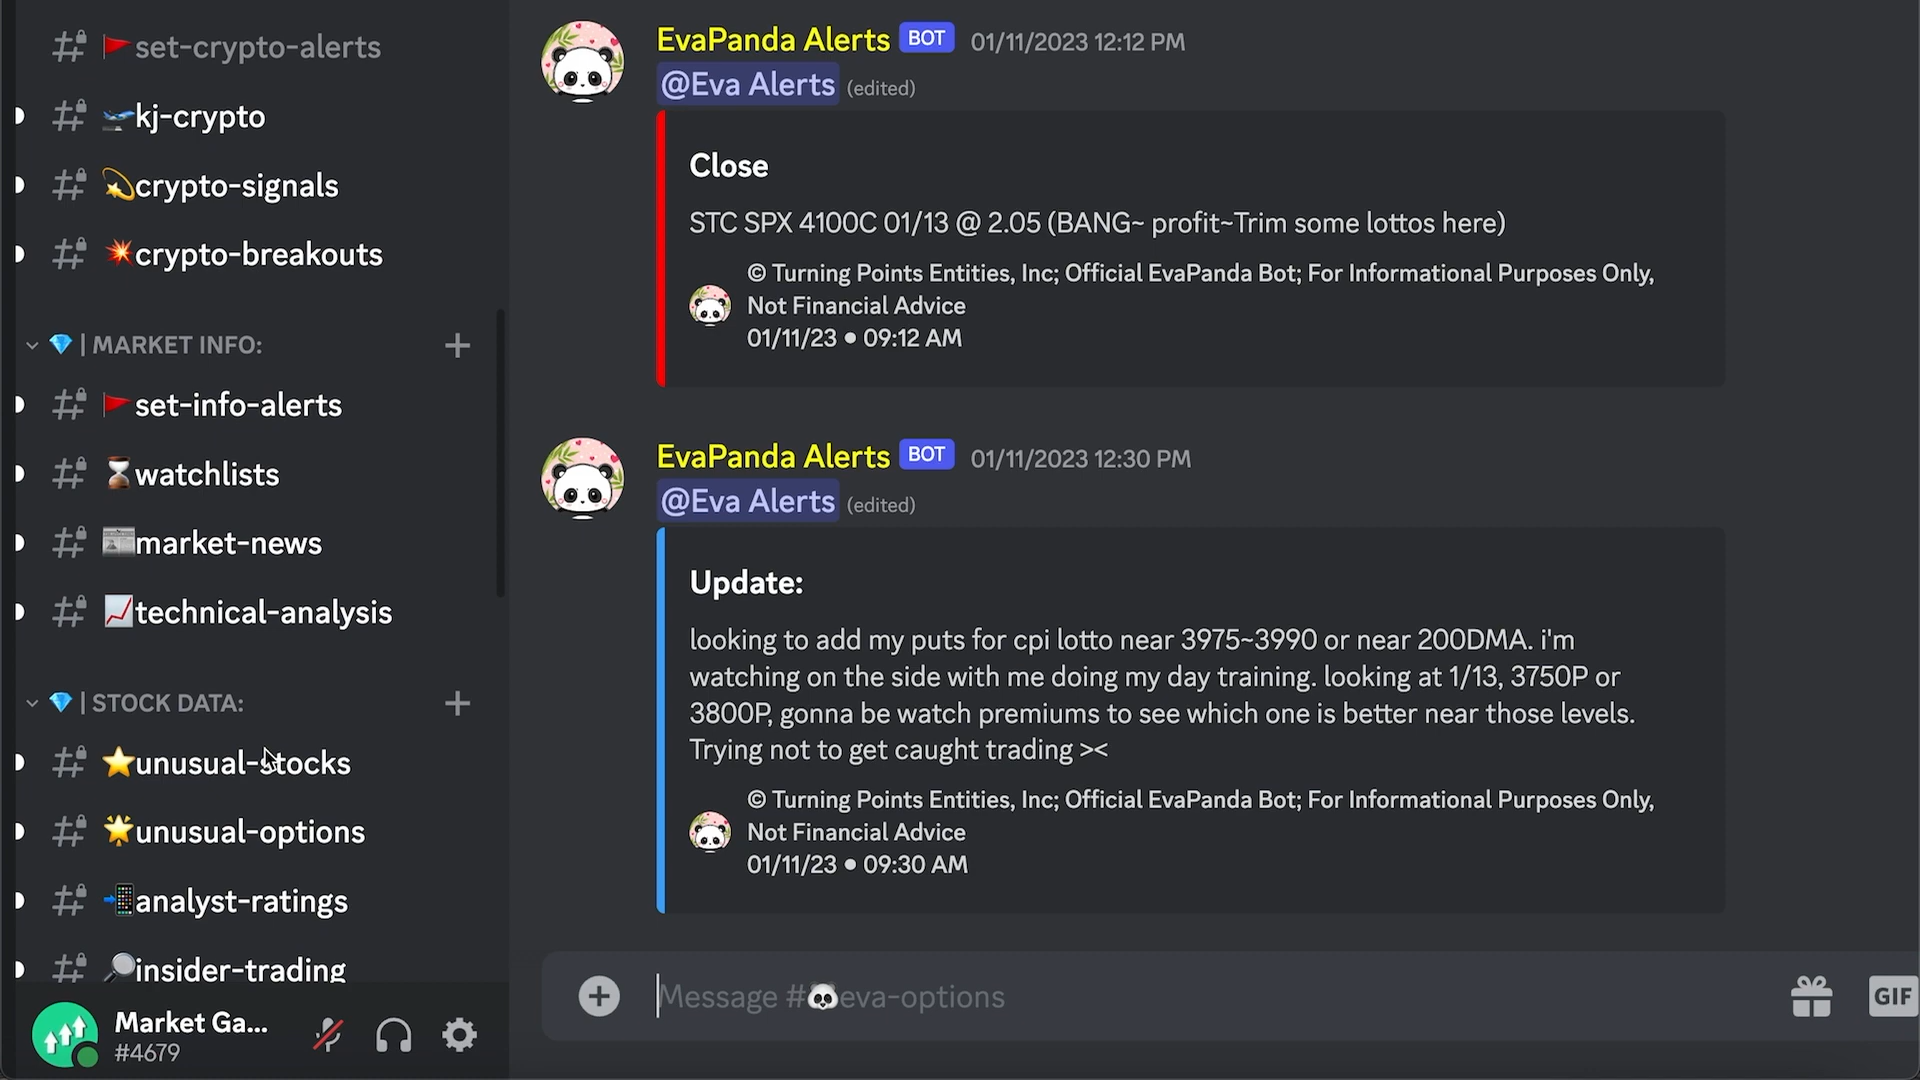 set-crypto-alerts
kj-crypto
crypto-signals
crypto-breakouts
| MARKET INFO:
set-info-alerts
watchlists
market-news
technical-analysis
| STOCK DATA:
unusual-stocks
unusual-options
analyst-ratings
insider-trading
Market Ga...
#4679
EvaPanda Alerts BOT 01/11/2023 12:12 PM
@Eva Alerts (edited)
Close
STC SPX 4100C 01/13 @ 2.05 (BANG~ profit~Trim some lottos here)
© Turning Points Entities, Inc; Official EvaPanda Bot; For Informational Purposes Only,
Not Financial Advice
01/11/23 • 09:12 AM
EvaPanda Alerts BOT 01/11/2023 12:30 PM
@Eva Alerts (edited)
Update:
looking to add my puts for cpi lotto near 3975~3990 or near 200DMA. i'm
watching on the side with me doing my day training. looking at 1/13, 3750P or
3800P, gonna be watch premiums to see which one is better near those levels.
Trying not to get caught trading ><
© Turning Points Entities, Inc; Official EvaPanda Bot; For Informational Purposes Only,
Not Financial Advice
01/11/23 • 09:30 AM
Message #🐼eva-options
GIF